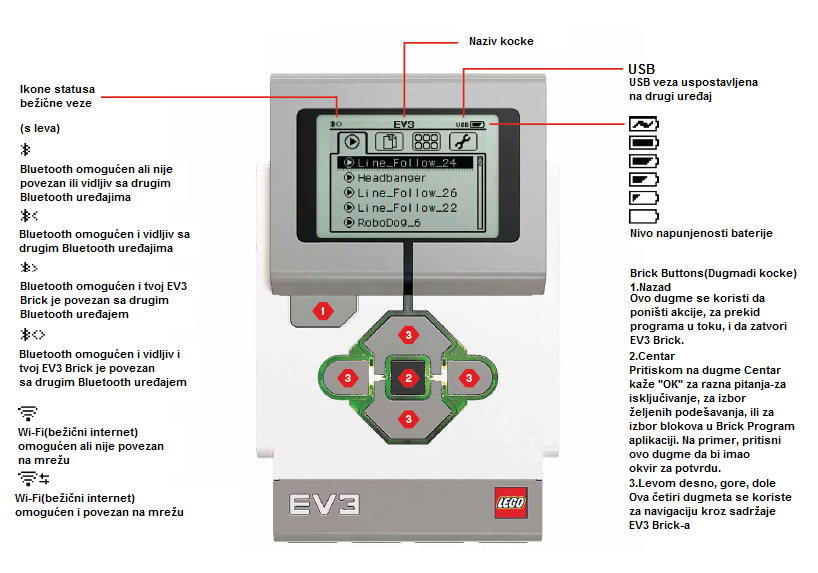 Naziv kocke
USB
USB veza uspostavljena
na drugi uređaj
Ikone statusa
bežične veze
(s leva)
Bluetooth omogućen ali nije
povezan ili vidljiv sa drugim
Bluetooth uređajima
Bluetooth omogućen i vidljiv sa
drugim Bluetooth uređajima
Bluetooth omogućen i tvoj EV3
Brick je povezan sa drugim
Bluetooth uređajem
Bluetooth omogućen i vidljiv i
tvoj EV3 Brick je povezan
sa drugim Bluetooth uređajem
Wi-Fi(bežični internet)
omogućen ali nije povezan
na mrežu
Wi-Fi(bežični internet)
omogućen i povezan na mrežu
EV3
USB
Line_Follow_24
Headbanger
Line_Follow_26
Line_Follow_22
RoboDog_6
1
3
3
2
3
3
EV3
LEGO
Nivo napunjenosti baterije
Brick Buttons(Dugmadi kocke)
1.Nazad
Ovo dugme se koristi da
poništi akcije, za prekid
programa u toku, i da zatvori
EV3 Brick.
2.Centar
Pritiskom na dugme Centar
kaže "OK" za razna pitanja-za
isključivanje, za izbor
željenih podešavanja, ili za
izbor blokova u Brick Program
aplikaciji. Na primer, pritisni
ovo dugme da bi imao
okvir za potvrdu.
3.Levom desno, gore, dole
Ova četiri dugmeta se koriste
za navigaciju kroz sadržaje
EV3 Brick-a